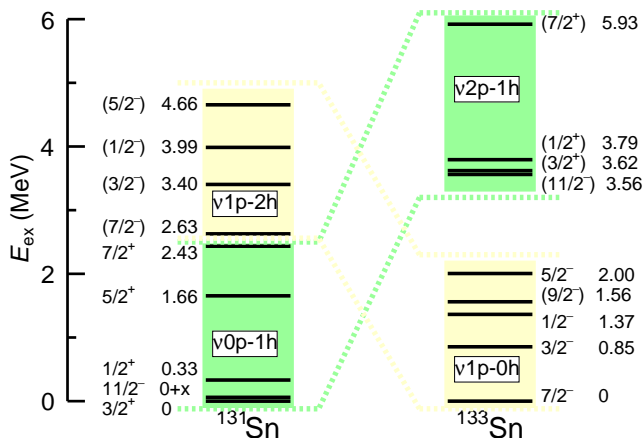 6
4
2
0
E_ex (MeV)
(5/2⁻) 4.66
(1/2⁻) 3.99
(3/2⁻) 3.40
ν1p-2h
(7/2⁻) 2.63
7/2⁺ 2.43
5/2⁺ 1.66
ν0p-1h
1/2⁺ 0.33
11/2⁻ 0+x
3/2⁺ 0
¹³¹Sn
(7/2⁺) 5.93
ν2p-1h
(1/2⁺) 3.79
(3/2⁺) 3.62
(11/2⁻) 3.56
5/2⁻ 2.00
(9/2⁻) 1.56
1/2⁻ 1.37
3/2⁻ 0.85
ν1p-0h
7/2⁻ 0
¹³³Sn